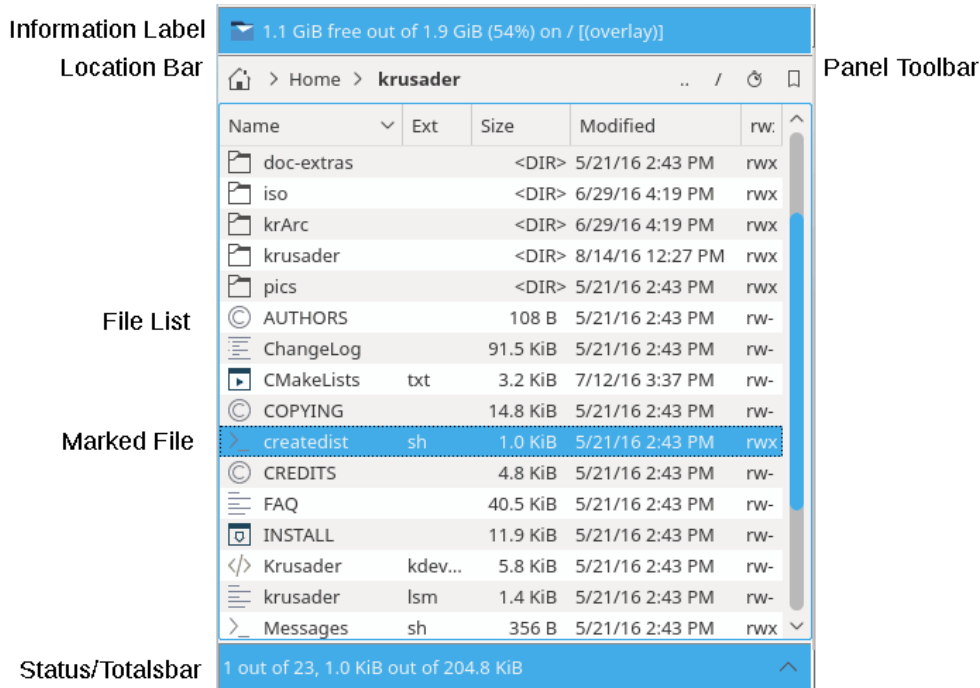 Information Label 1.1 GiB free out of 1.9 GiB (54%) on / [(overlay)]
Location Bar > Home > krusader .. / Panel Toolbar
Name Ext Size Modified rw:
doc-extras <DIR> 5/21/16 2:43 PM rwx
iso <DIR> 6/29/16 4:19 PM rwx
krArc <DIR> 6/29/16 4:19 PM rwx
krusader <DIR> 8/14/16 12:27 PM rwx
pics <DIR> 5/21/16 2:43 PM rwx
File List AUTHORS 108 B 5/21/16 2:43 PM rw-
ChangeLog 91.5 KiB 5/21/16 2:43 PM rw-
CMakeLists txt 3.2 KiB 7/12/16 3:37 PM rw-
COPYING 14.8 KiB 5/21/16 2:43 PM rw-
Marked File createdist sh 1.0 KiB 5/21/16 2:43 PM rwx
CREDITS 4.8 KiB 5/21/16 2:43 PM rw-
FAQ 40.5 KiB 5/21/16 2:43 PM rw-
INSTALL 11.9 KiB 5/21/16 2:43 PM rw-
Krusader kdev... 5.8 KiB 5/21/16 2:43 PM rw-
krusader lsm 1.4 KiB 5/21/16 2:43 PM rw-
Messages sh 356 B 5/21/16 2:43 PM rwx
Status/Totalsbar 1 out of 23, 1.0 KiB out of 204.8 KiB